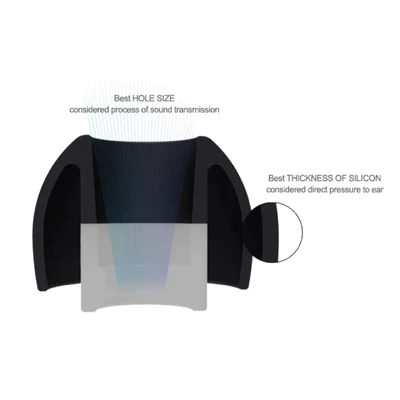 Best HOLE SIZE
considered process of sound transmission
Best THICKNESS OF SILICON
considered direct pressure to ear